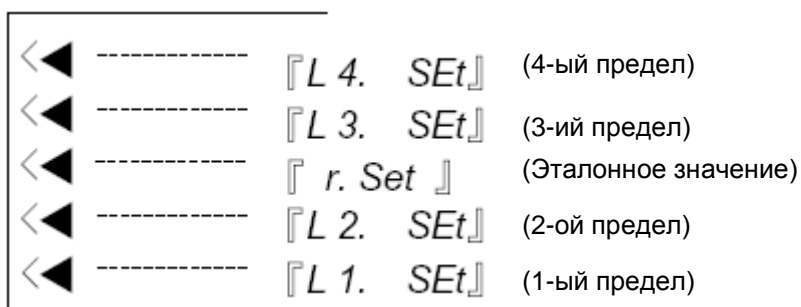 『L 4. SEt』 (4-ый предел)
『L 3. SEt』 (3-ий предел)
『 r. Set 』 (Эталонное значение)
『L 2. SEt』 (2-ой предел)
『L 1. SEt』 (1-ый предел)